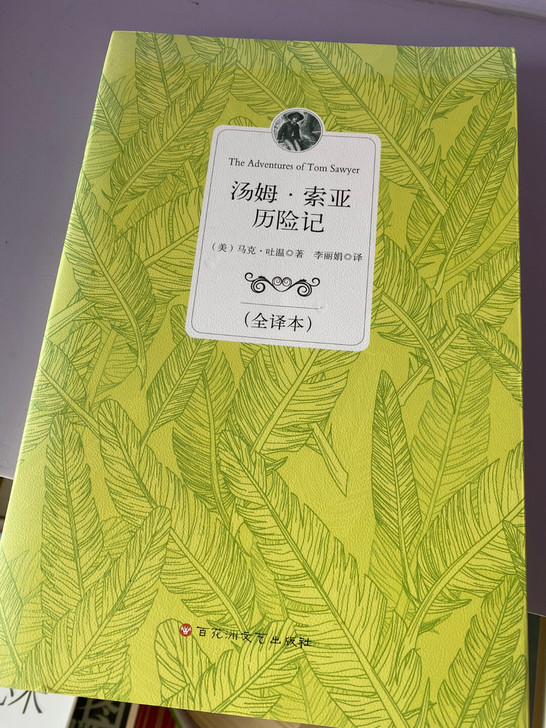 The Adventures of Tom Sawyer
汤姆·索亚
历险记
（美）马克·吐温◎著 李丽娟◎译
（全译本）
百花洲文艺出版社